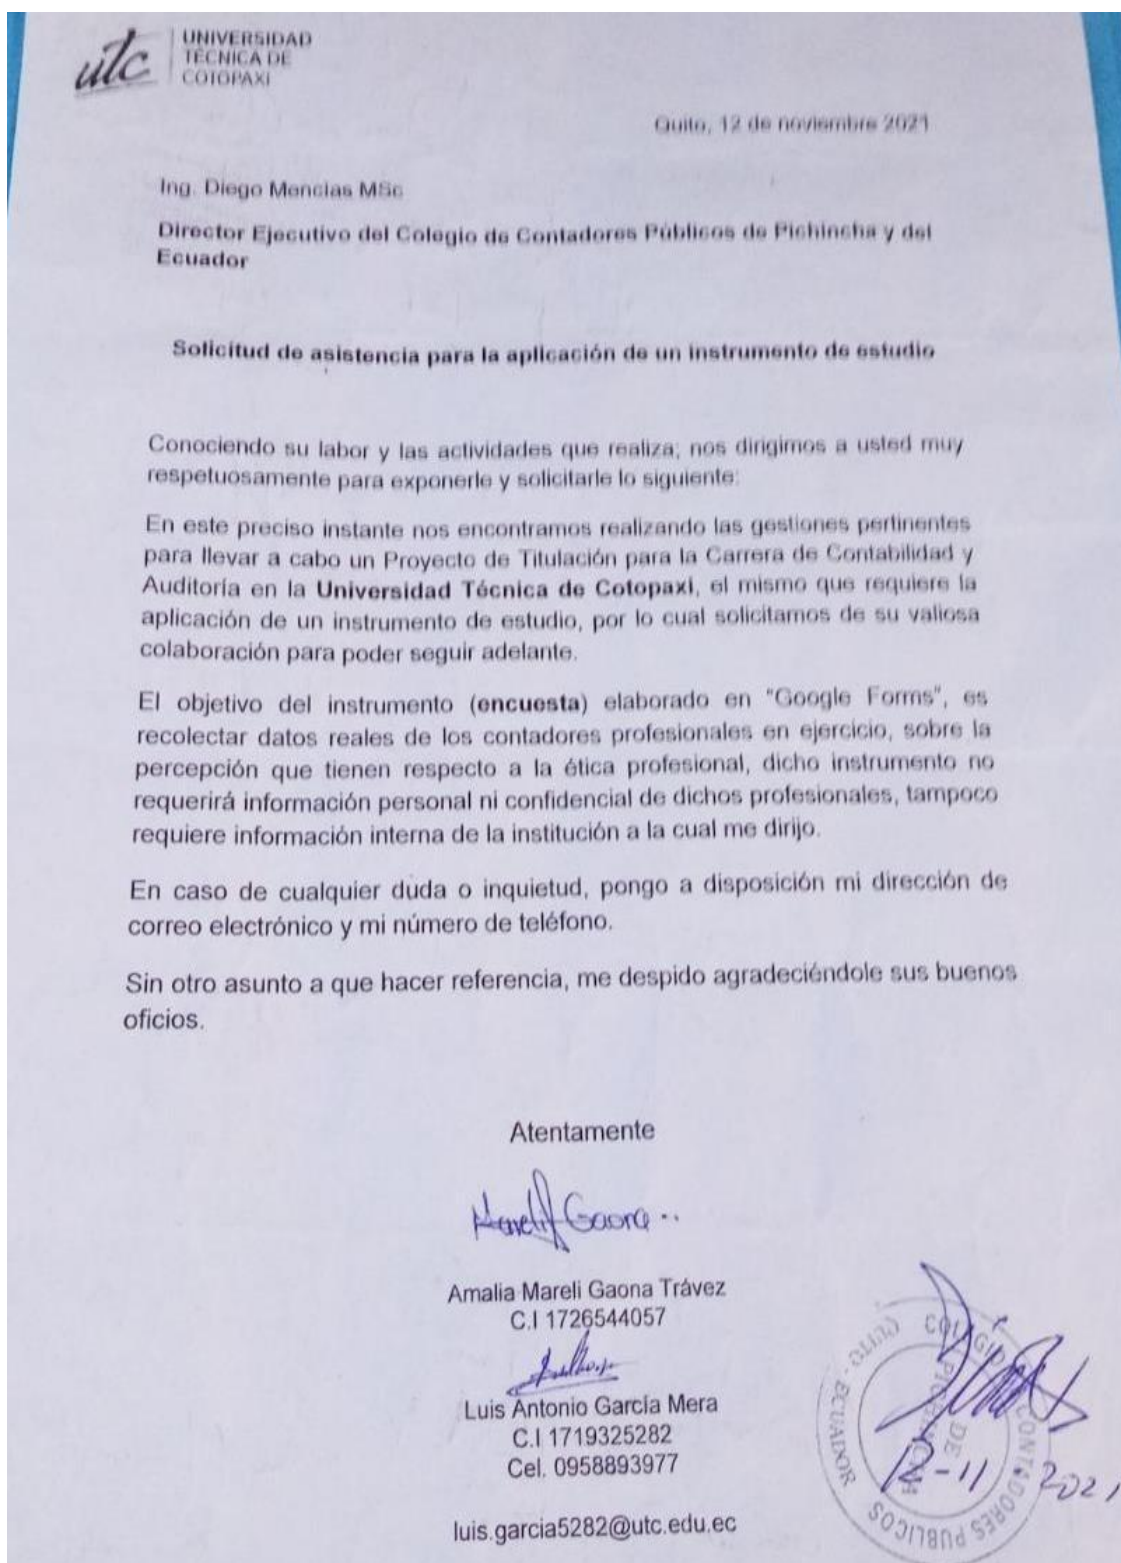 utc
UNIVERSIDAD
TÉCNICA DE
COTOPAXI
Quito, 12 de noviembre 2021
Ing. Diego Mencias MSc
Director Ejecutivo del Colegio de Contadores Públicos de Pichincha y del
Ecuador
Solicitud de asistencia para la aplicación de un instrumento de estudio
Conociendo su labor y las actividades que realiza; nos dirigimos a usted muy
respetuosamente para exponerle y solicitarle lo siguiente:
En este preciso instante nos encontramos realizando las gestiones pertinentes
para llevar a cabo un Proyecto de Titulación para la Carrera de Contabilidad y
Auditoría en la Universidad Técnica de Cotopaxi, el mismo que requiere la
aplicación de un instrumento de estudio, por lo cual solicitamos de su valiosa
colaboración para poder seguir adelante.
El objetivo del instrumento (encuesta) elaborado en "Google Forms", es
recolectar datos reales de los contadores profesionales en ejercicio, sobre la
percepción que tienen respecto a la ética profesional, dicho instrumento no
requerirá información personal ni confidencial de dichos profesionales, tampoco
requiere información interna de la institución a la cual me dirijo.
En caso de cualquier duda o inquietud, pongo a disposición mi dirección de
correo electrónico y mi número de teléfono.
Sin otro asunto a que hacer referencia, me despido agradeciéndole sus buenos
oficios.
Atentamente
Mareli Gaona
Amalia Mareli Gaona Trávez
C.I 1726544057
Luis Antonio García Mera
C.I 1719325282
Cel. 0958893977
luis.garcia5282@utc.edu.ec
COLEGIO CONTADORES PUBLICOS
DE PICHINCHA
QUITO - ECUADOR
12-11 2021